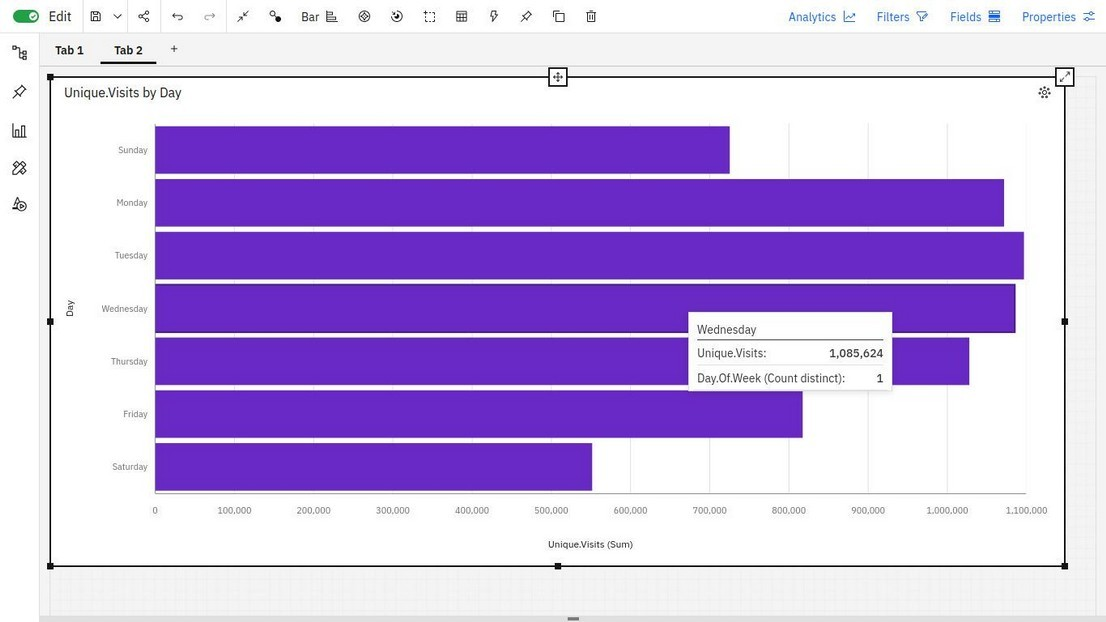 Edit
Bar
Analytics
Filters
Fields
Properties
Tab 1
Tab 2
+
Unique.Visits by Day
Day
Sunday
Monday
Tuesday
Wednesday
Thursday
Friday
Saturday
Wednesday
Unique.Visits: 1,085,624
Day.Of.Week (Count distinct): 1
0 100,000 200,000 300,000 400,000 500,000 600,000 700,000 800,000 900,000 1,000,000 1,100,000
Unique.Visits (Sum)